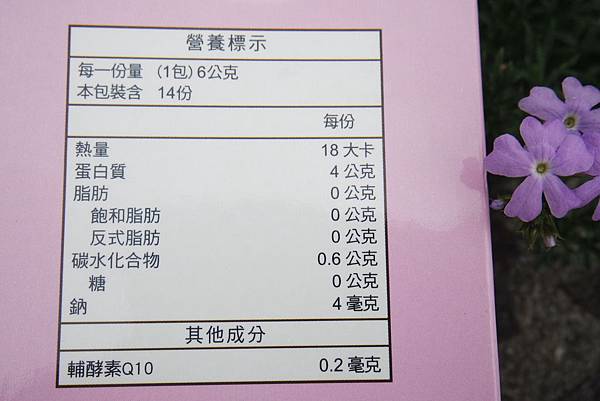 營養標示
每一份量 (1包) 6公克
本包裝含 14份
每份
熱量 18 大卡
蛋白質 4 公克
脂肪 0 公克
飽和脂肪 0 公克
反式脂肪 0 公克
碳水化合物 0.6 公克
糖 0 公克
鈉 4 毫克
其他成分
輔酵素Q10 0.2 毫克